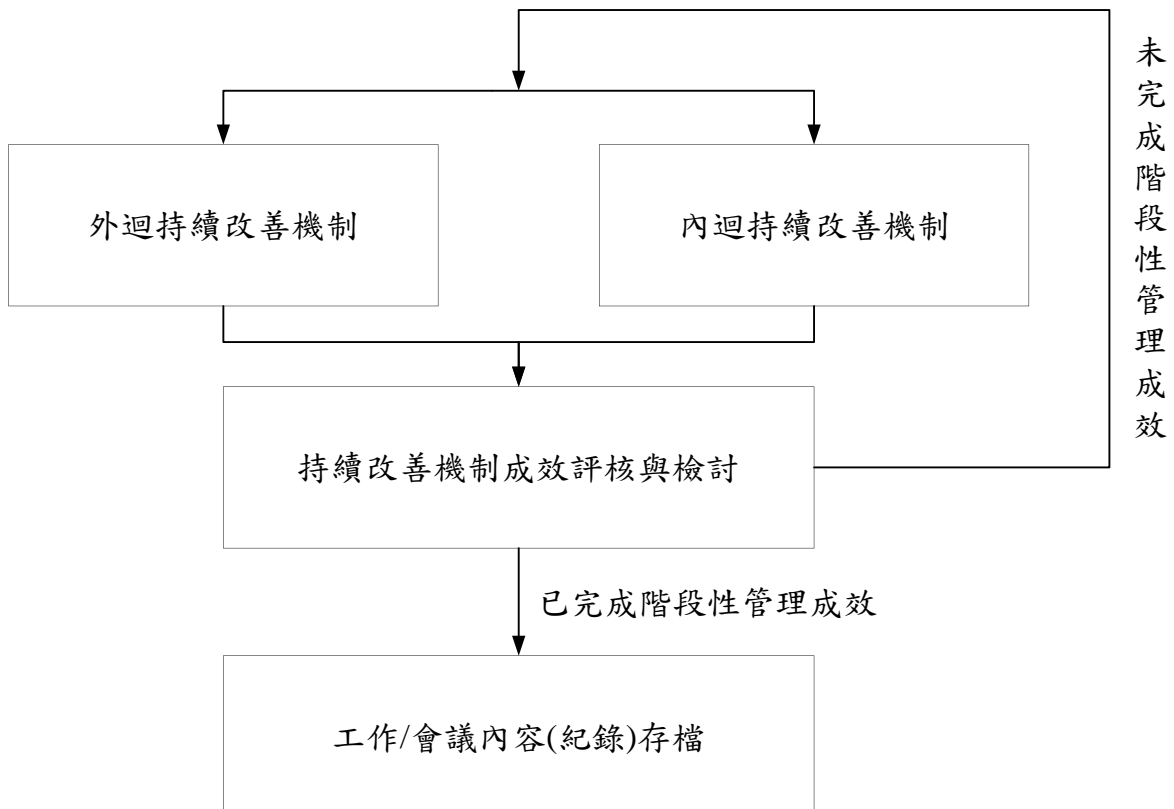 外迴持續改善機制
內迴持續改善機制
未完成階段性管理成效
持續改善機制成效評核與檢討
已完成階段性管理成效
工作/會議內容(紀錄)存檔